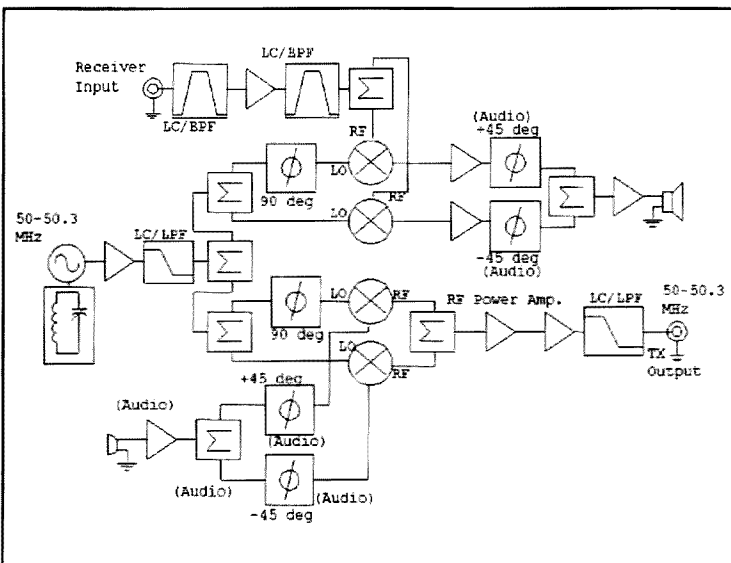 LC/BPF
Receiver
Input
LC/BPF
(Audio)
+45 deg
RF
LO
90 deg
RF
LO
50-50.3
MHz
LC/LPF
-45 deg
(Audio)
LO
RF
RF Power Amp.
LC/LPF
50-50.3
MHz
90 deg
LO
RF
TX
Output
+45 deg
(Audio)
(Audio)
(Audio)
(Audio)
-45 deg